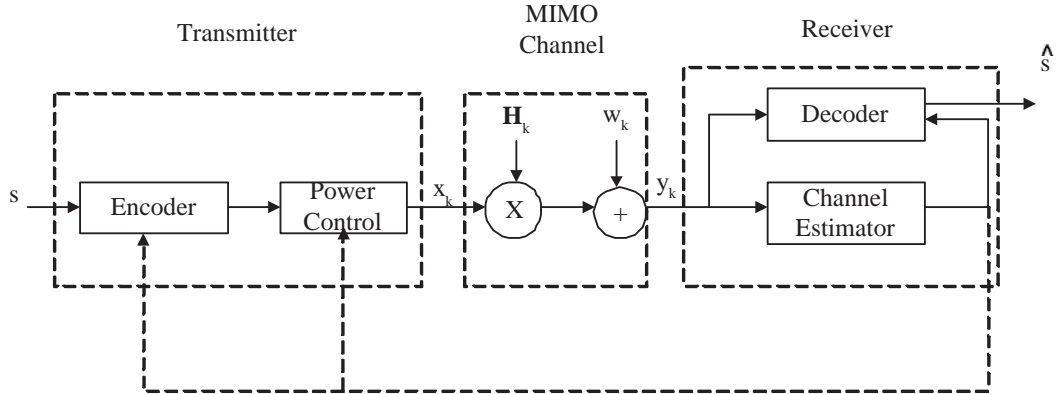 Transmitter
MIMO
Channel
Receiver
ŝ
H_k
w_k
Decoder
s
Encoder
Power
Control
x_k
X
+
y_k
Channel
Estimator